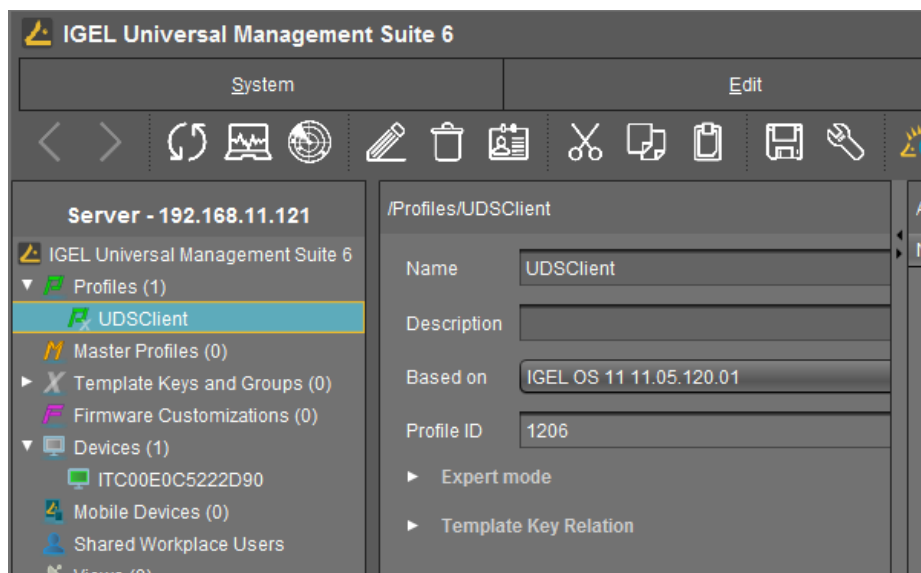 IGEL Universal Management Suite 6
System Edit
Server - 192.168.11.121
IGEL Universal Management Suite 6
Profiles (1)
UDSClient
Master Profiles (0)
Template Keys and Groups (0)
Firmware Customizations (0)
Devices (1)
ITC00E0C5222D90
Mobile Devices (0)
Shared Workplace Users
/Profiles/UDSClient
Name UDSClient
Description
Based on IGEL OS 11 11.05.120.01
Profile ID 1206
Expert mode
Template Key Relation